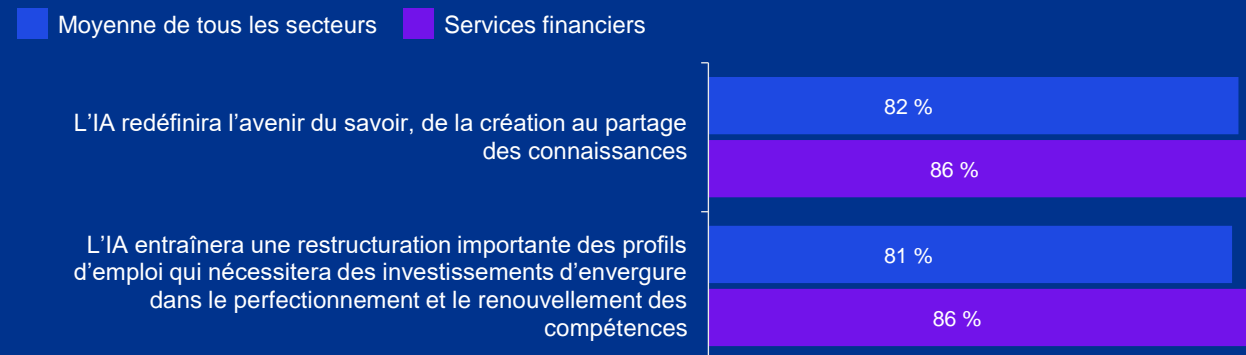 Moyenne de tous les secteurs
Services financiers
L’IA redéfinira l’avenir du savoir, de la création au partage
des connaissances
82 %
86 %
L’IA entraînera une restructuration importante des profils
d’emploi qui nécessitera des investissements d’envergure
dans le perfectionnement et le renouvellement des
compétences
81 %
86 %